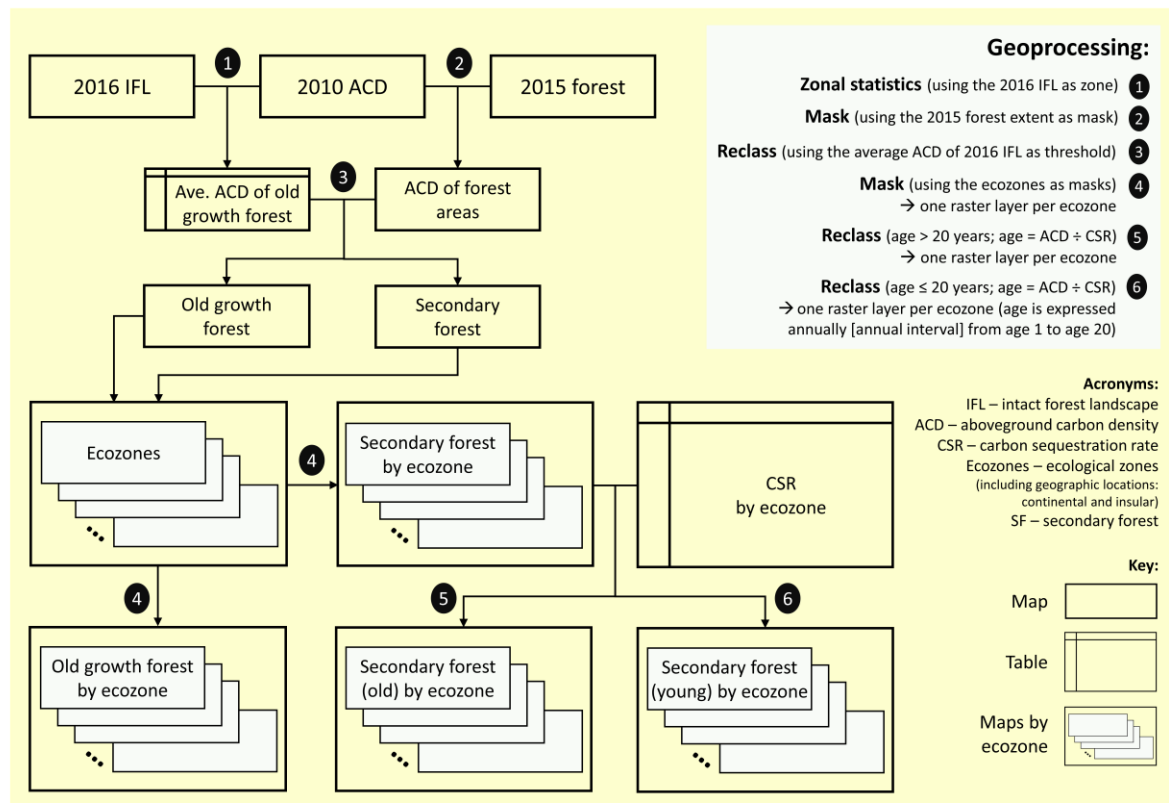 2016 IFL
1
2010 ACD
2
2015 forest
Ave. ACD of old
growth forest
3
ACD of forest
areas
Old growth
forest
Secondary
forest
Ecozones
4
Secondary forest
by ecozone
CSR
by ecozone
4
5
6
Old growth forest
by ecozone
Secondary forest
(old) by ecozone
Secondary forest
(young) by ecozone
Geoprocessing:
Zonal statistics (using the 2016 IFL as zone) 1
Mask (using the 2015 forest extent as mask) 2
Reclass (using the average ACD of 2016 IFL as threshold) 3
Mask (using the ecozones as masks) 4
→ one raster layer per ecozone
Reclass (age > 20 years; age = ACD ÷ CSR) 5
→ one raster layer per ecozone
Reclass (age ≤ 20 years; age = ACD ÷ CSR) 6
→ one raster layer per ecozone (age is expressed
annually [annual interval] from age 1 to age 20)
Acronyms:
IFL – intact forest landscape
ACD – aboveground carbon density
CSR – carbon sequestration rate
Ecozones – ecological zones
(including geographic locations:
continental and insular)
SF – secondary forest
Key:
Map
Table
Maps by
ecozone